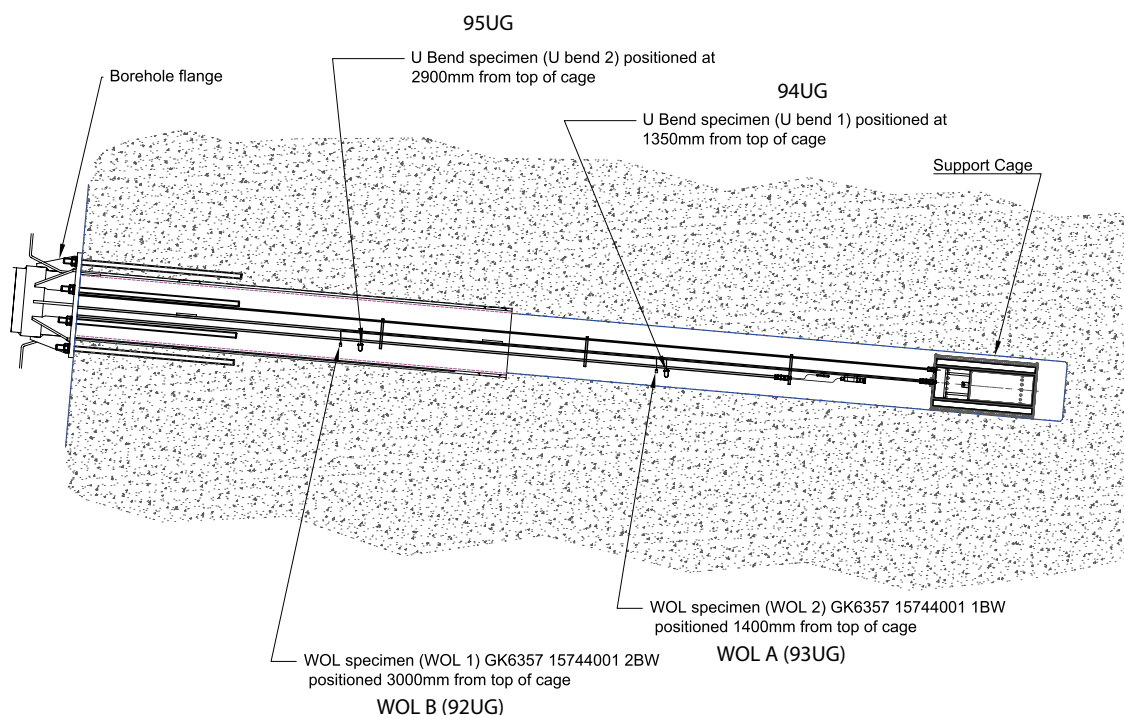 95UG
U Bend specimen (U bend 2) positioned at
2900mm from top of cage
Borehole flange
94UG
U Bend specimen (U bend 1) positioned at
1350mm from top of cage
Support Cage
WOL specimen (WOL 2) GK6357 15744001 1BW
positioned 1400mm from top of cage
WOL A (93UG)
WOL specimen (WOL 1) GK6357 15744001 2BW
positioned 3000mm from top of cage
WOL B (92UG)